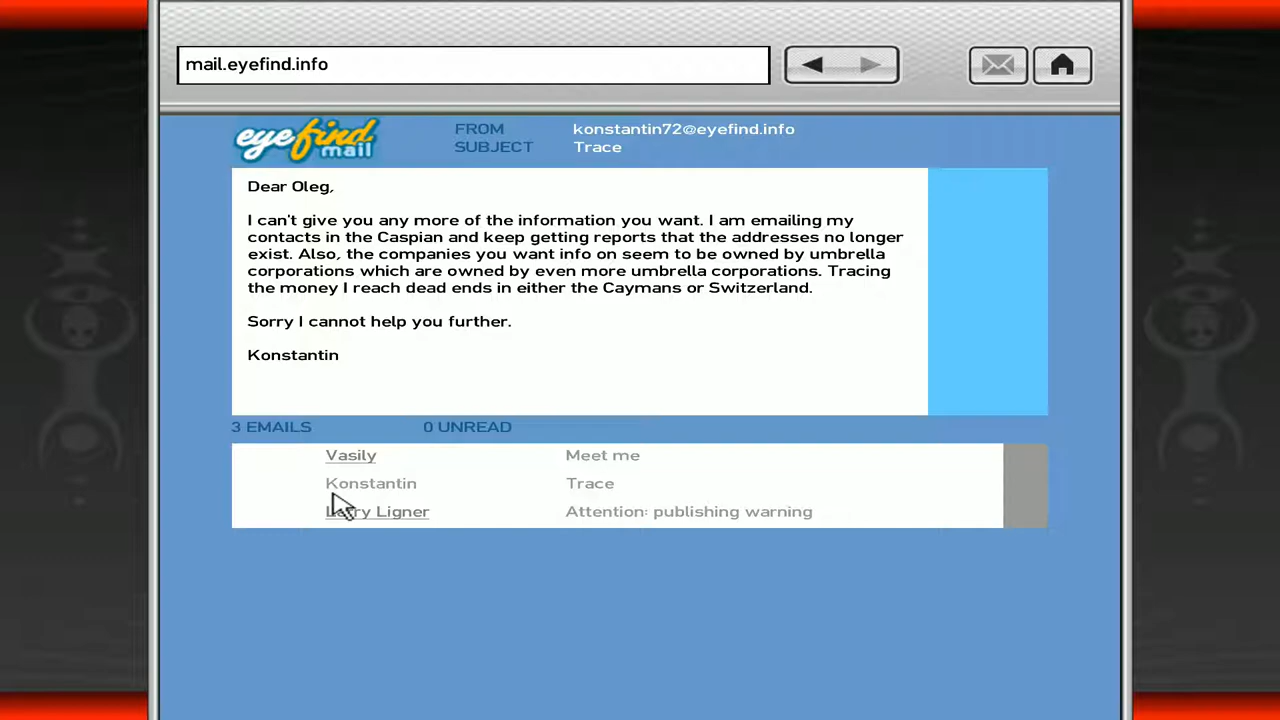 mail.eyefind.info
eyefind mail
FROM konstantin72@eyefind.info
SUBJECT Trace
Dear Oleg,
I can't give you any more of the information you want. I am emailing my
contacts in the Caspian and keep getting reports that the addresses no longer
exist. Also, the companies you want info on seem to be owned by umbrella
corporations which are owned by even more umbrella corporations. Tracing
the money I reach dead ends in either the Caymans or Switzerland.
Sorry I cannot help you further.
Konstantin
3 EMAILS 0 UNREAD
Vasily Meet me
Konstantin Trace
Ligner Attention: publishing warning